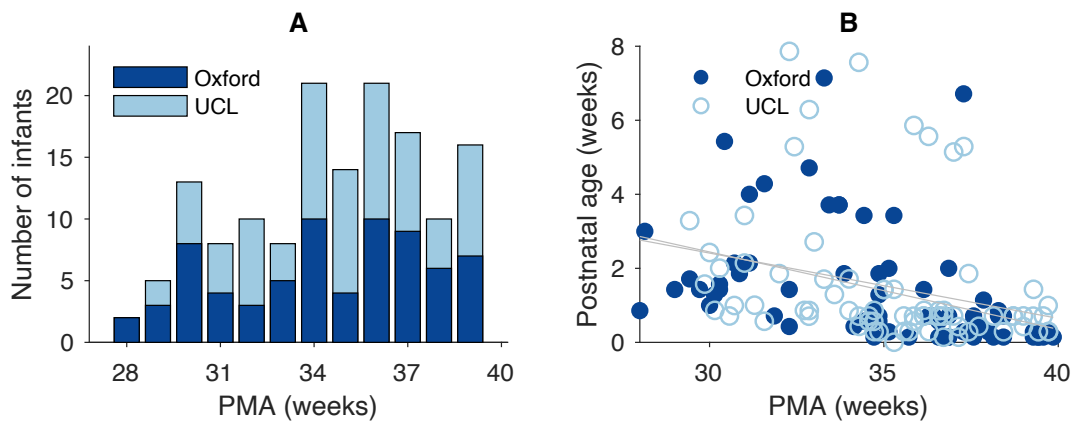 A
Number of infants
20
15
10
5
0
Oxford
UCL
28
31
34
37
40
PMA (weeks)
B
Postnatal age (weeks)
8
6
4
2
0
Oxford
UCL
30
35
40
PMA (weeks)